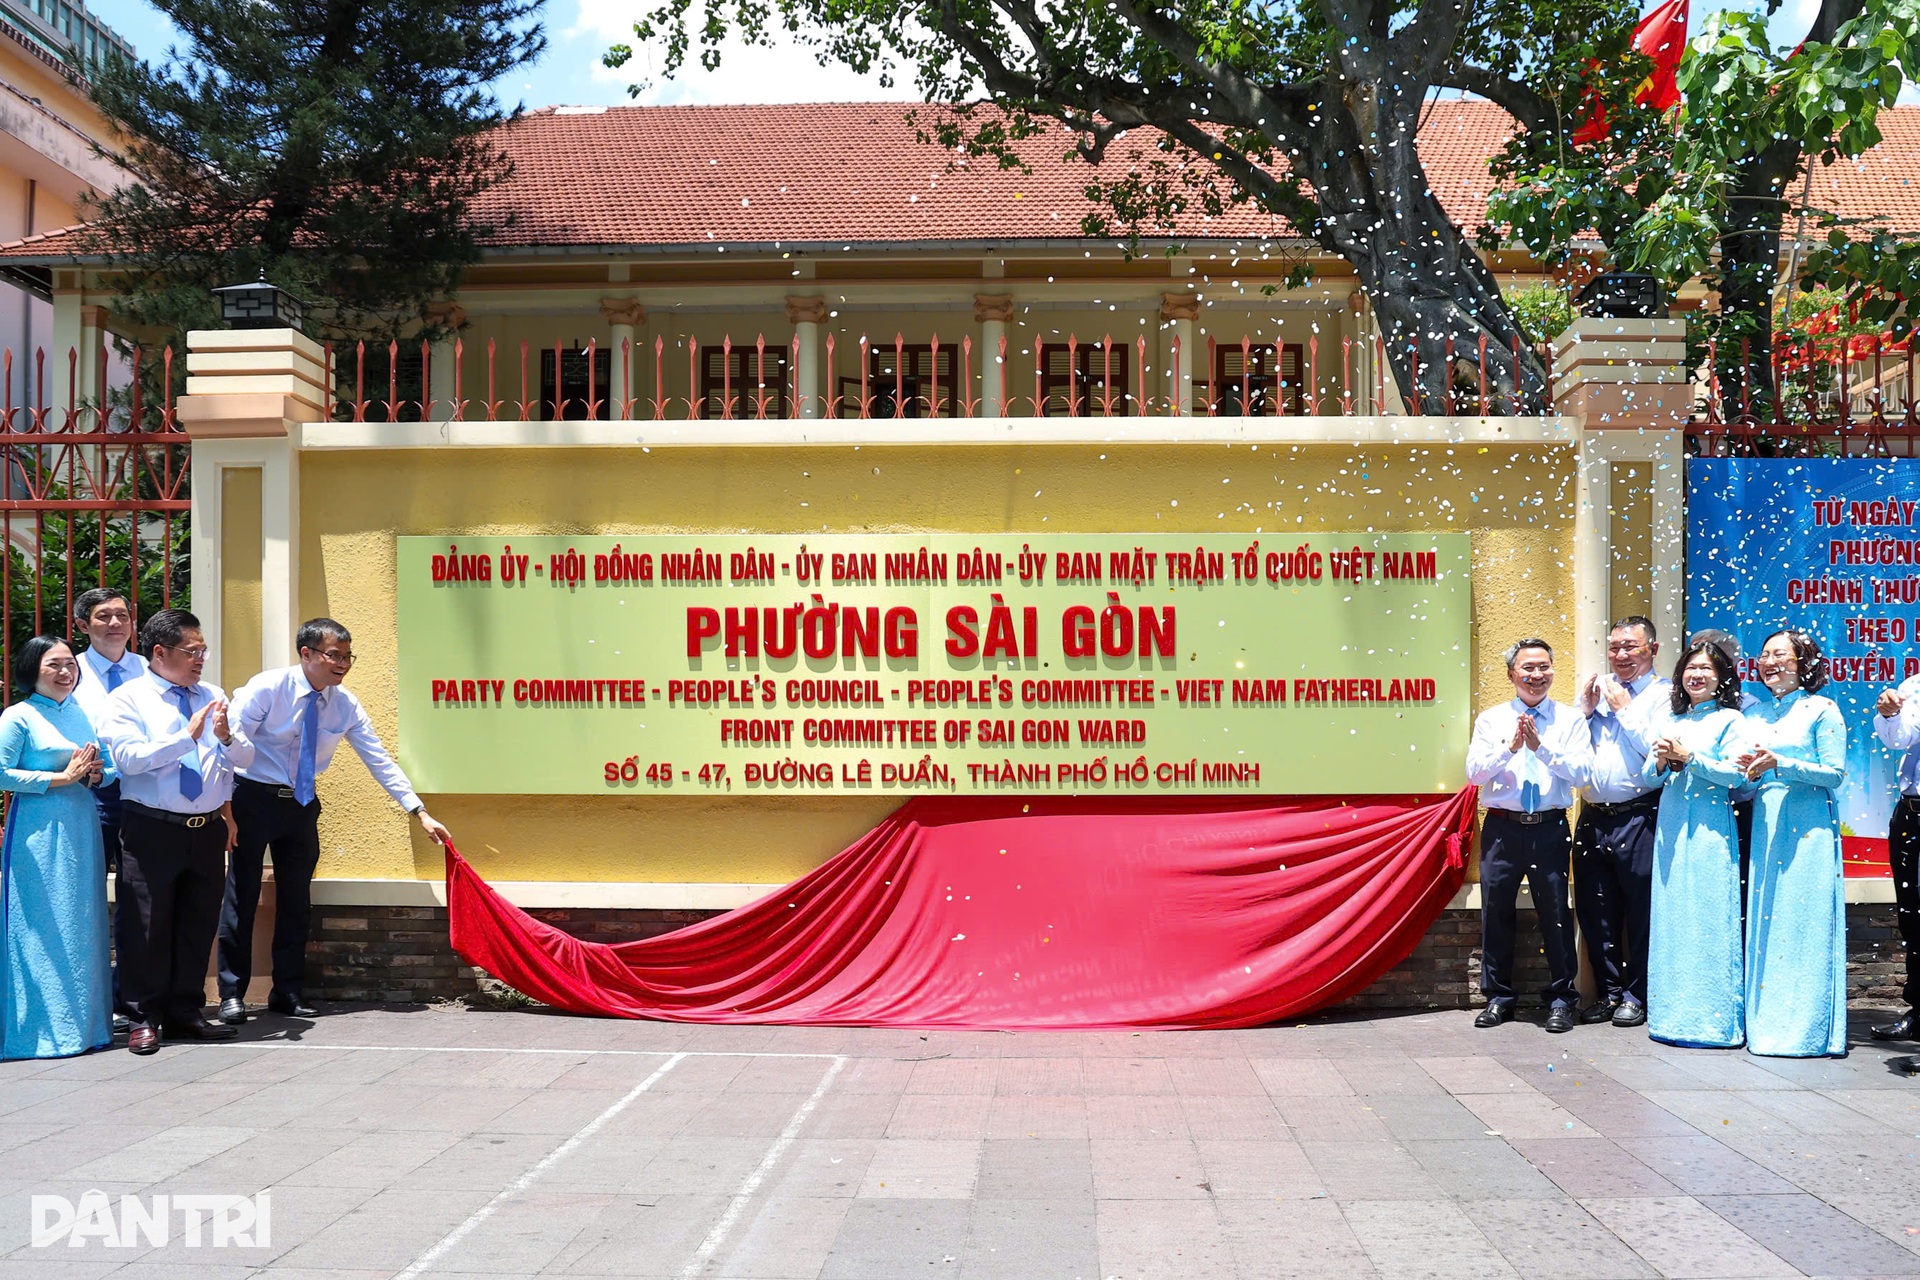 ĐẢNG ỦY - HỘI ĐỒNG NHÂN DÂN - ỦY BAN NHÂN DÂN - ỦY BAN MẶT TRẬN TỔ QUỐC VIỆT NAM
PHƯỜNG SÀI GÒN
PARTY COMMITTEE - PEOPLE'S COUNCIL - PEOPLE'S COMMITTEE - VIET NAM FATHERLAND
FRONT COMMITTEE OF SAI GON WARD
SỐ 45 - 47, ĐƯỜNG LÊ DUẨN, THÀNH PHỐ HỒ CHÍ MINH
TỪ NGÀY
PHƯỜNG
CHÍNH THỨC
THEO
QUYỀN
DÂN TRÍ